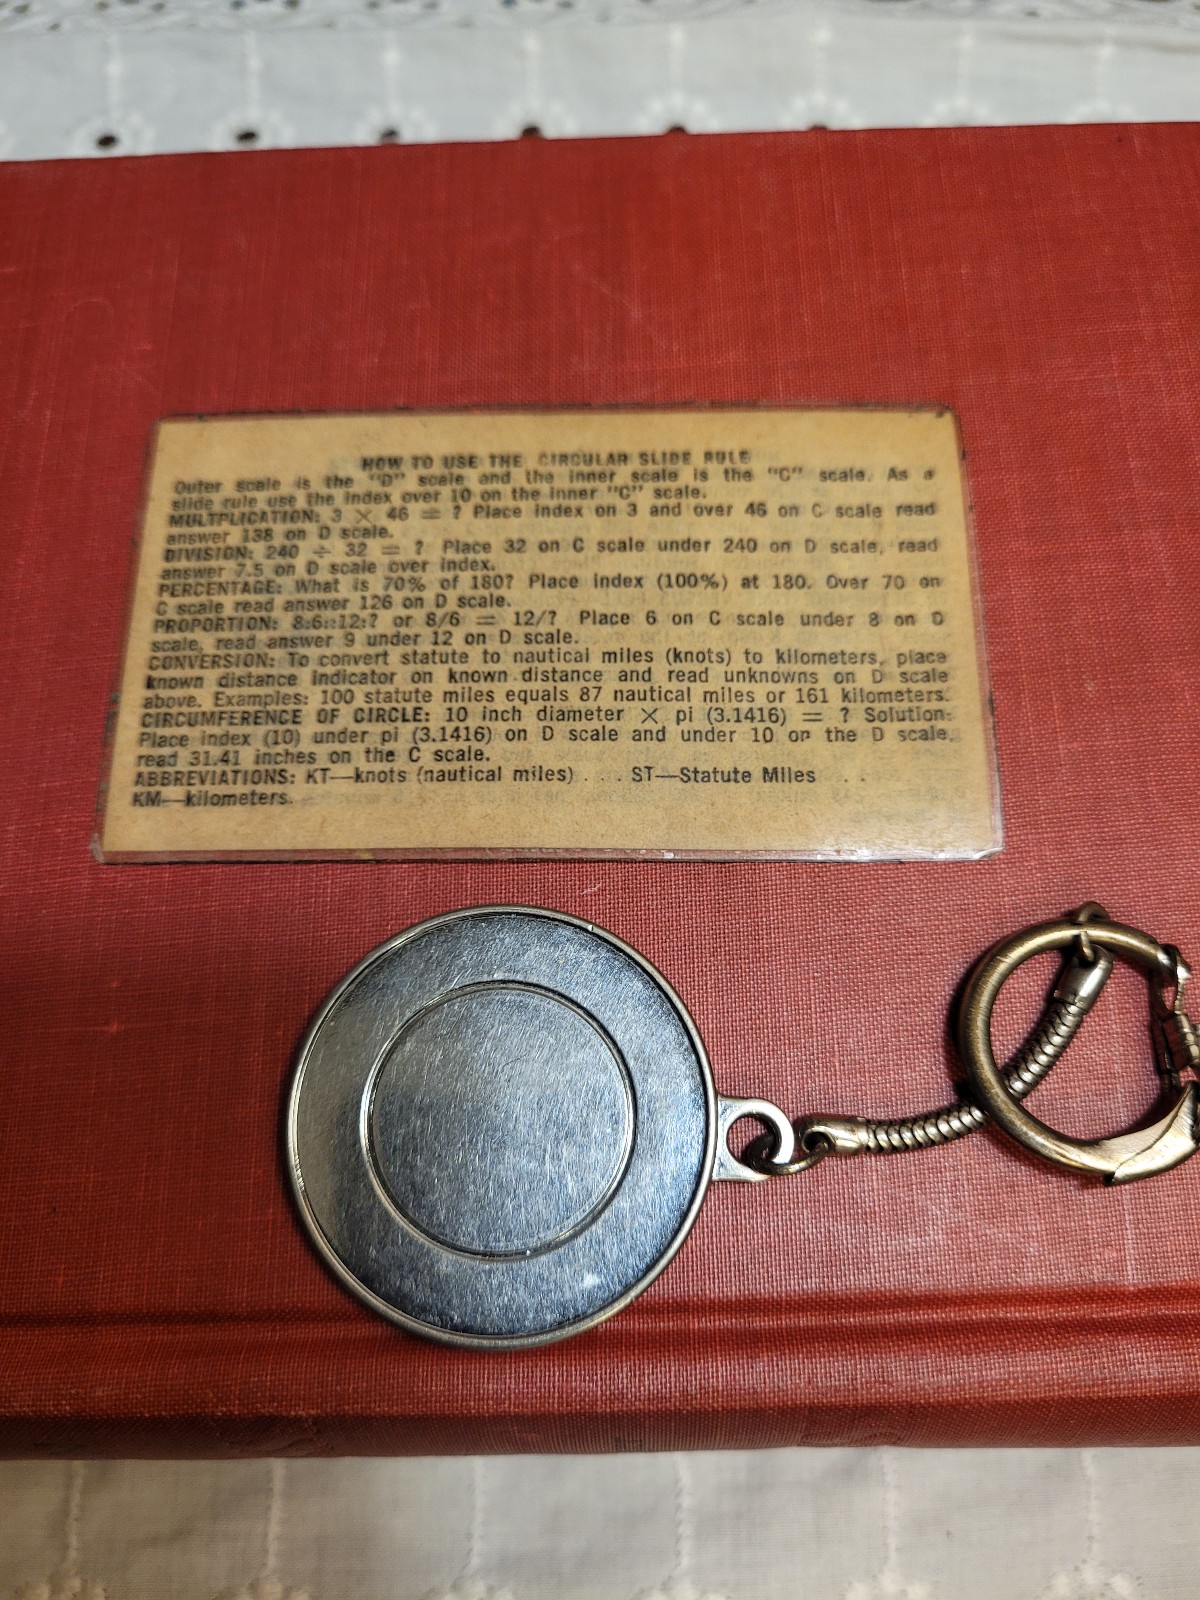 HOW TO USE THE CIRCULAR SLIDE RULE
Outer scale is the "D" scale and the inner scale is the "C" scale. As a
slide rule use the index over 10 on the inner "C" scale.
MULTPLICATION: 3 × 46 = ? Place index on 3 and over 46 on C scale read
answer 138 on D scale.
DIVISION: 240 ÷ 32 = ? Place 32 on C scale under 240 on D scale, read
answer 7.5 on D scale over index.
PERCENTAGE: What is 70% of 180? Place index (100%) at 180. Over 70 on
C scale read answer 126 on D scale.
PROPORTION: 8:6::12:? or 8/6 = 12/? Place 6 on C scale under 8 on D
scale, read answer 9 under 12 on D scale.
CONVERSION: To convert statute to nautical miles (knots) to kilometers, place
known distance indicator on known distance and read unknowns on D scale
above. Examples: 100 statute miles equals 87 nautical miles or 161 kilometers.
CIRCUMFERENCE OF CIRCLE: 10 inch diameter × pi (3.1416) = ? Solution:
Place index (10) under pi (3.1416) on D scale and under 10 on the D scale,
read 31.41 inches on the C scale.
ABBREVIATIONS: KT—knots (nautical miles) . . . ST—Statute Miles . .
KM—kilometers.